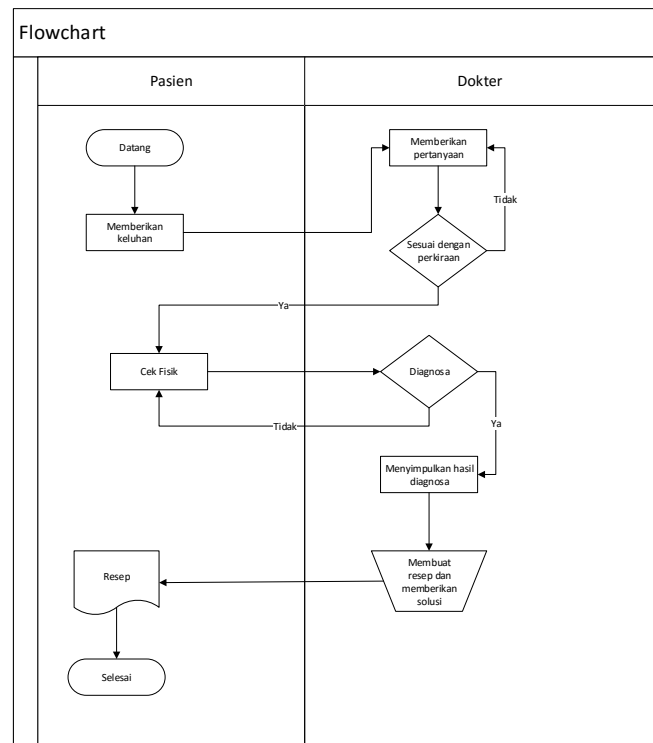 Flowchart
Pasien
Dokter
Datang
Memberikan
pertanyaan
Tidak
Memberikan
keluhan
Sesuai dengan
perkiraan
Ya
Cek Fisik
Diagnosa
Tidak
Ya
Menyimpulkan hasil
diagnosa
Membuat
resep dan
memberikan
solusi
Resep
Selesai